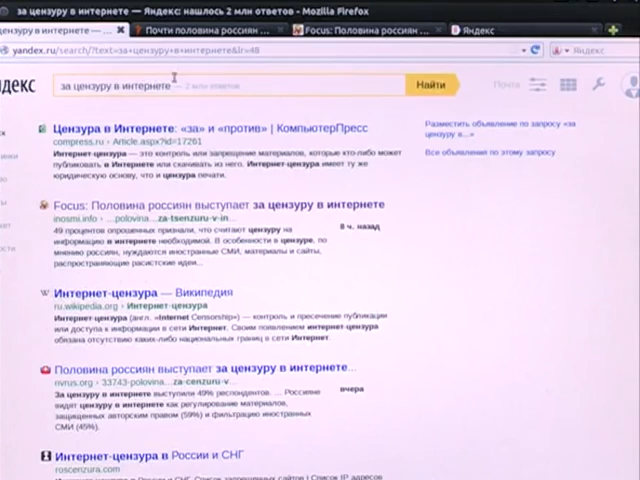 за цензуру в интернете — Яндекс: нашлось 2 млн ответов - Mozilla Firefox
цензуру в интернете — ...
Почти половина россиян ...
Focus: Половина россиян ...
Яндекс
yandex.ru/search/?text=за+цензуру+в+интернете&lr=48
Яндекс
ндекс
за цензуру в интернете — 2 млн ответов
Найти
Почта
Цензура в Интернете: «за» и «против» | КомпьютерПресс
compress.ru › Article.aspx?id=17261
Интернет-цензура — это контроль или запрещение материалов, которые кто-либо может
публиковать в Интернете или скачивать из него. Интернет-цензура имеет ту же
юридическую основу, что и цензура печати.
Разместить объявление по запросу «за
цензуру в...»
Все объявления по этому запросу
Focus: Половина россиян выступает за цензуру в интернете
inosmi.info › ...polovina...za-tsenzuru-v-in...
49 процентов опрошенных признали, что считают цензуру на
информацию в интернете необходимой. В особенности в цензуре, по
мнению россиян, нуждаются иностранные СМИ, материалы и сайты,
распространяющие расистские идеи...
8 ч. назад
Интернет-цензура — Википедия
ru.wikipedia.org › Интернет-цензура
Интернет-цензура (англ. «Internet Censorship») — контроль и пресечение публикации
или доступа к информации в сети Интернет. Своим появлением интернет-цензура
обязана отсутствию каких-либо национальных границ в сети Интернет.
Половина россиян выступает за цензуру в интернете...
nvrus.org › 33743-polovina...za-cenzuru-v...
За цензуру в интернете выступили 49% респондентов. ... Россияне
видят цензуру в интернете как регулирование материалов,
защищенных авторским правом (59%) и фильтрацию иностранных
СМИ (45%).
вчера
Интернет-цензура в России и СНГ
roscenzura.com